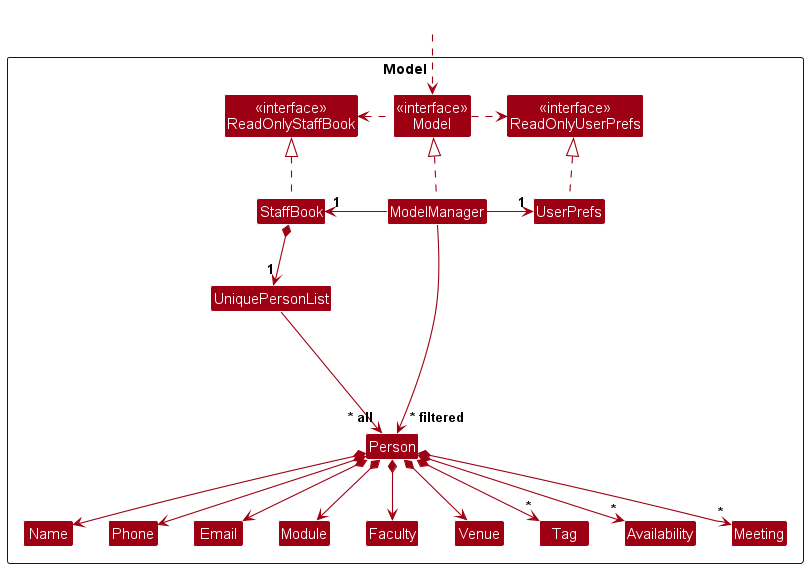 Model
«interface»
ReadOnlyStaffBook
«interface»
Model
«interface»
ReadOnlyUserPrefs
StaffBook
1
ModelManager
1
UserPrefs
1
UniquePersonList
* all
* filtered
Person
*
*
*
Name
Phone
Email
Module
Faculty
Venue
Tag
Availability
Meeting